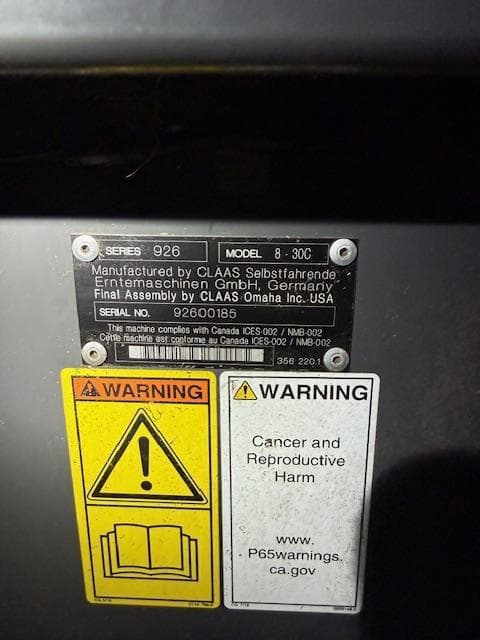 SERIES 926 MODEL 8 - 30C
Manufactured by CLAAS Selbstfahrende
Erntemaschinen GmbH, Germany
Final Assembly by CLAAS Omaha Inc. USA
SERIAL NO. 92600185
This machine complies with Canada ICES-002 / NMB-002
Cette machine est conforme au Canada ICES-002 / NMB-002
356 220.1
WARNING
WARNING
Cancer and
Reproductive
Harm
www.
P65warnings.
ca.gov